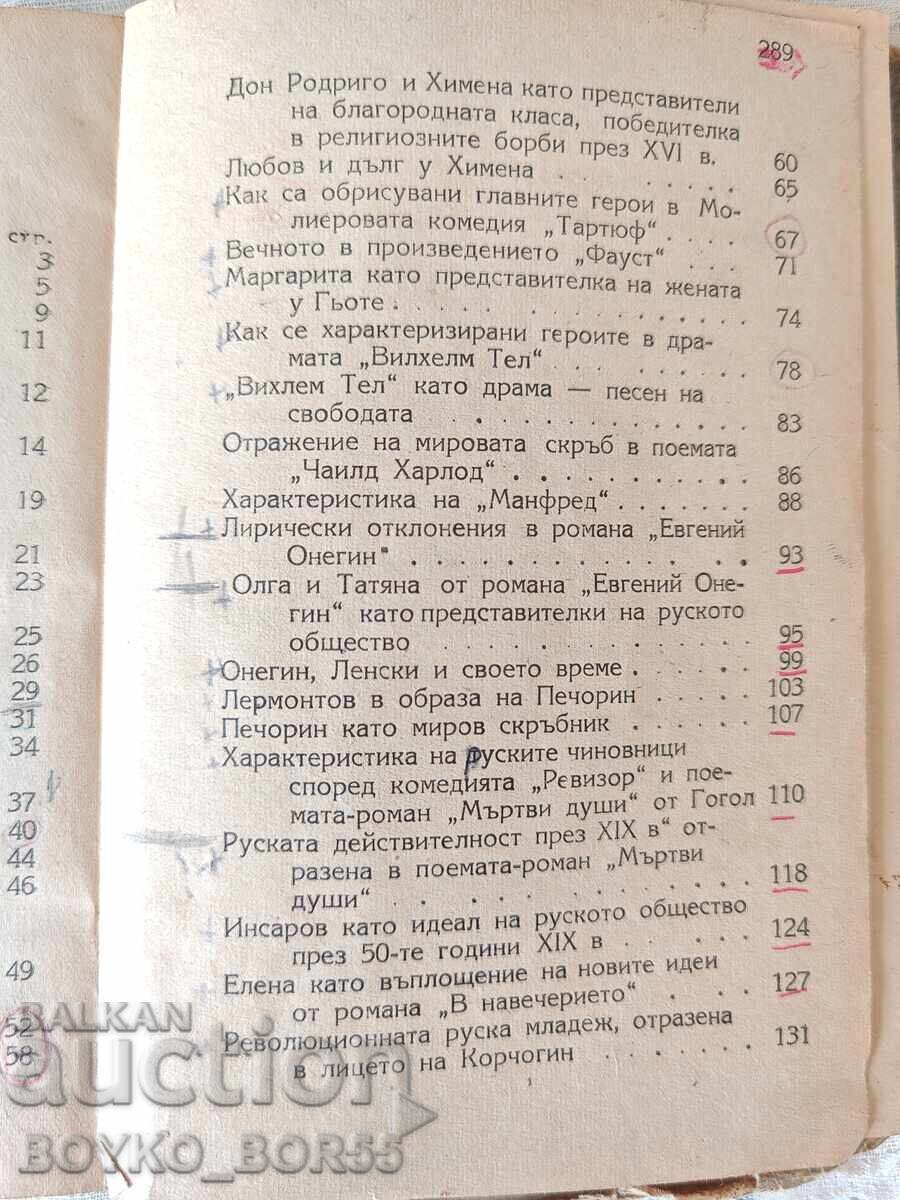 стр.
3
5
9
11
12
14
19
21
23
25
26
29
31
34
37
40
44
46
49
52
58
289
Дон Родриго и Химена като представители
на благородната класа, победителка
в религиозните борби през XVI в. 60
Любов и дълг у Химена . . . . . . 65
Как са обрисувани главните герои в Мо-
лиеровата комедия „Тартюф“ . . . . 67
Вечното в произведението „Фауст“ . . . 71
Маргарита като представителка на жената
у Гьоте . . . . . . . . . . . . 74
Как се характеризирани героите в дра-
мата „Вилхелм Тел“ . . . . . . . 78
„Вихлем Тел“ като драма — песен на
свободата . . . . . . . . . . . 83
Отражение на мировата скръб в поемата
„Чаилд Харлод“ . . . . . . . . . . 86
Характеристика на „Манфред“ . . . . . . 88
Лирически отклонения в романа „Евгений
Онегин“ . . . . . . . . . . . . 93
Олга и Татяна от романа „Евгений Оне-
гин“ като представителки на руското
общество . . . . . . . . . . . 95
Онегин, Ленски и своето време . . . . . 99
Лермонтов в образа на Печорин . . . . . 103
Печорин като миров скръбник . . . . . 107
Характеристика на руските чиновници
според комедията „Ревизор“ и пое-
мата-роман „Мъртви души“ от Гогол 110
Руската действителност през XIX в“ от-
разена в поемата-роман „Мъртви
души“ . . . . . . . . . . . . 118
Инсаров като идеал на руското общество
през 50-те години XIX в . . . . . 124
Елена като въплощение на новите идеи
от романа „В навечерието“ . . . . 127
Революционната руска младеж, отразена
в лицето на Корчогин . . . . . . 131
BALKAN
auction
BOYKO_BOR55